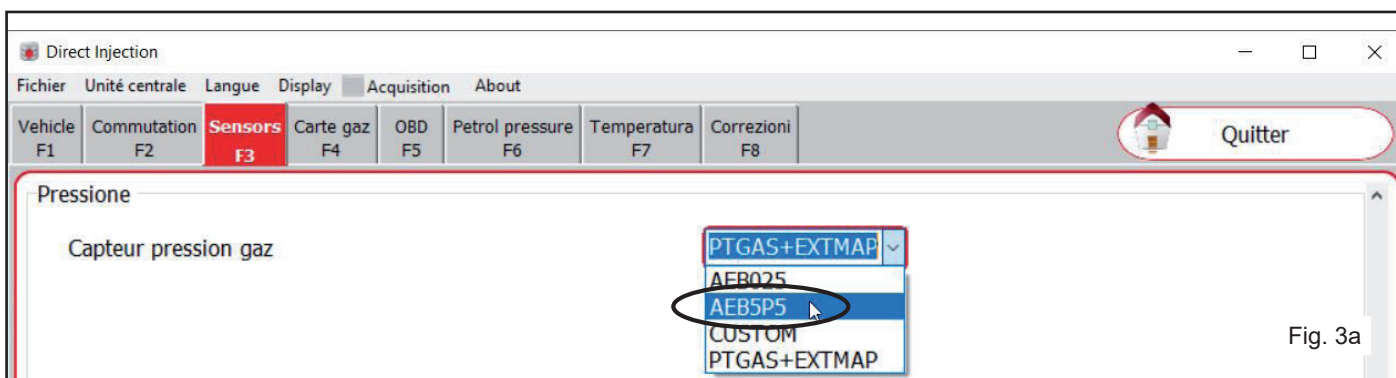 Direct Injection
Fichier Unité centrale Langue Display Acquisition About
Vehicle Commutation Sensors Carte gaz OBD Petrol pressure Temperatura Correzioni
F1 F2 F3 F4 F5 F6 F7 F8
Quitter
Pressione
Capteur pression gaz PTGAS+EXTMAP
AEB025
AEB5P5
CUSTOM
PTGAS+EXTMAP
Fig. 3a